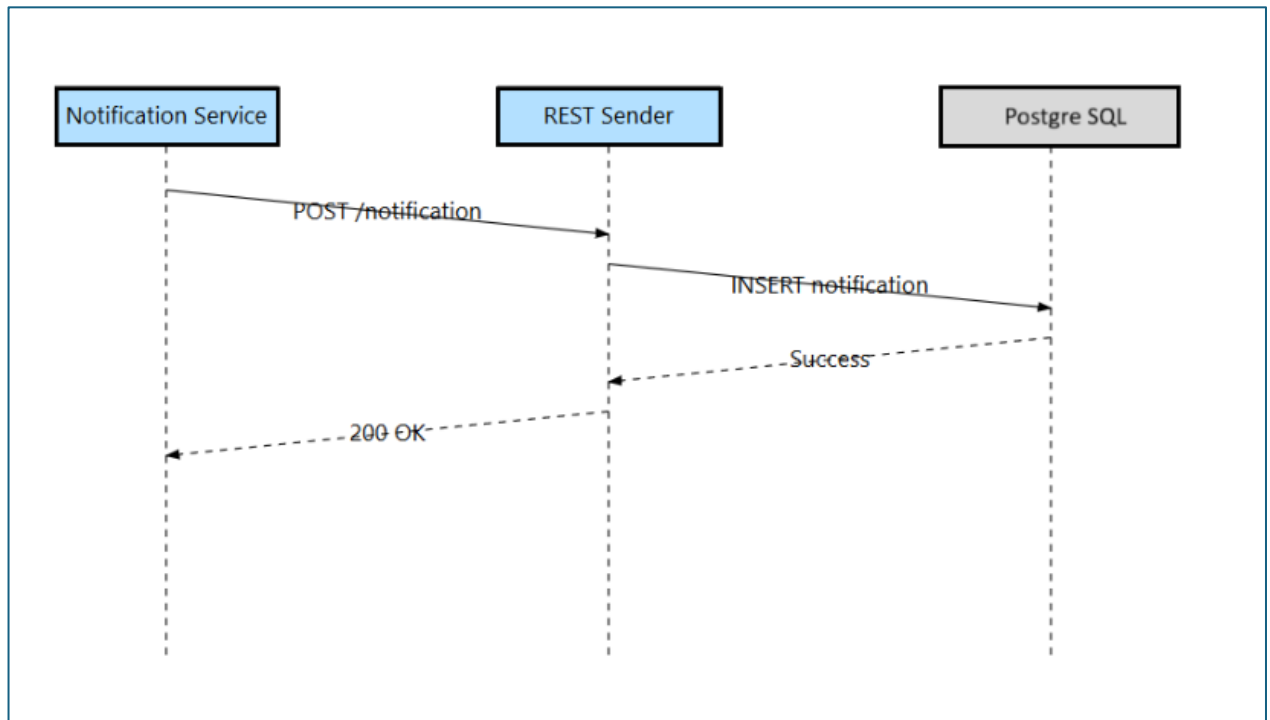 Notification Service
REST Sender
Postgre SQL
POST /notification
INSERT notification
Success
200 OK